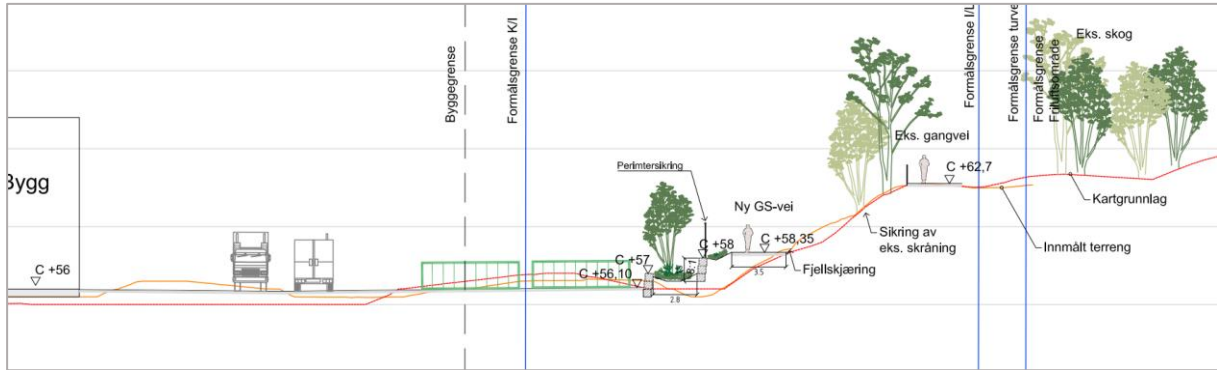 Byggegrense
Formålsgrense K/I
Formålsgrense I/L
Formålsgrense turve
Formålsgrense
Friluftsområde
Eks. skog
Eks. gangvei
C +62,7
Perimtersikring
Bygg
Ny GS-vei
Kartgrunnlag
Sikring av
eks. skråning
Innmålt terreng
C +58
C +58,35
C +57
C +56
C +56,10
Fjellskjæring
3.5
2.8